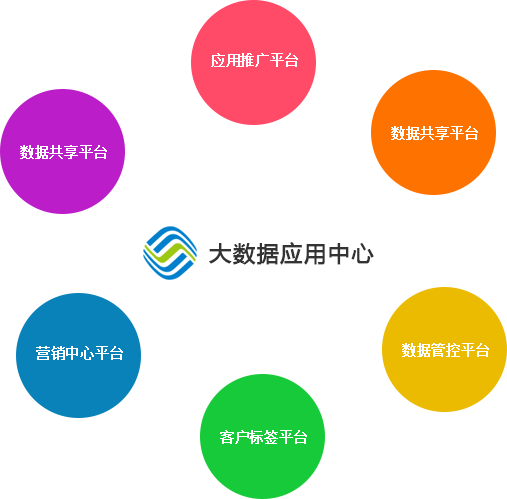 应用推广平台
数据共享平台
数据共享平台
大数据应用中心
营销中心平台
数据管控平台
客户标签平台